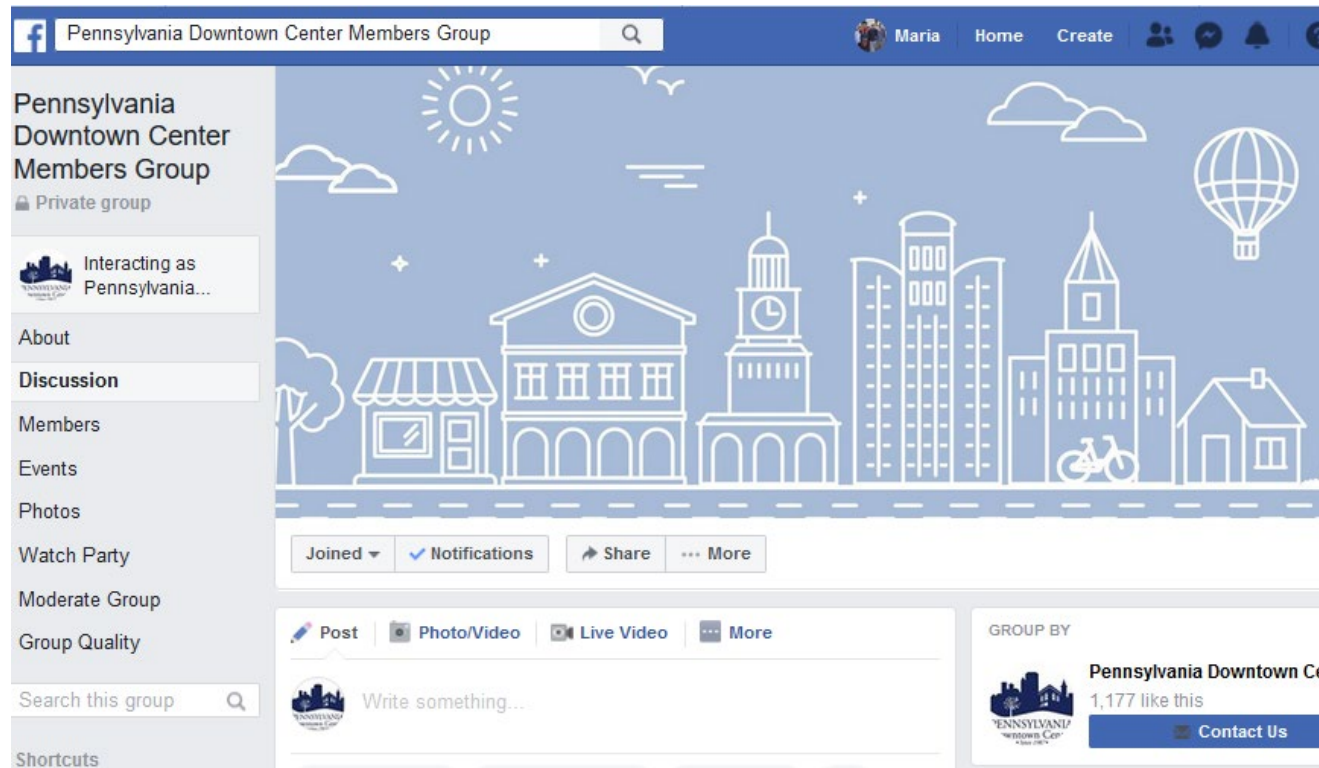 Pennsylvania Downtown Center Members Group
Maria Home Create
Pennsylvania
Downtown Center
Members Group
Private group
Interacting as
Pennsylvania...
About
Discussion
Members
Events
Photos
Watch Party
Moderate Group
Group Quality
Search this group
Shortcuts
Joined Notifications Share More
Post Photo/Video Live Video More
Write something...
GROUP BY
Pennsylvania Downtown Ce
1,177 like this
Contact Us